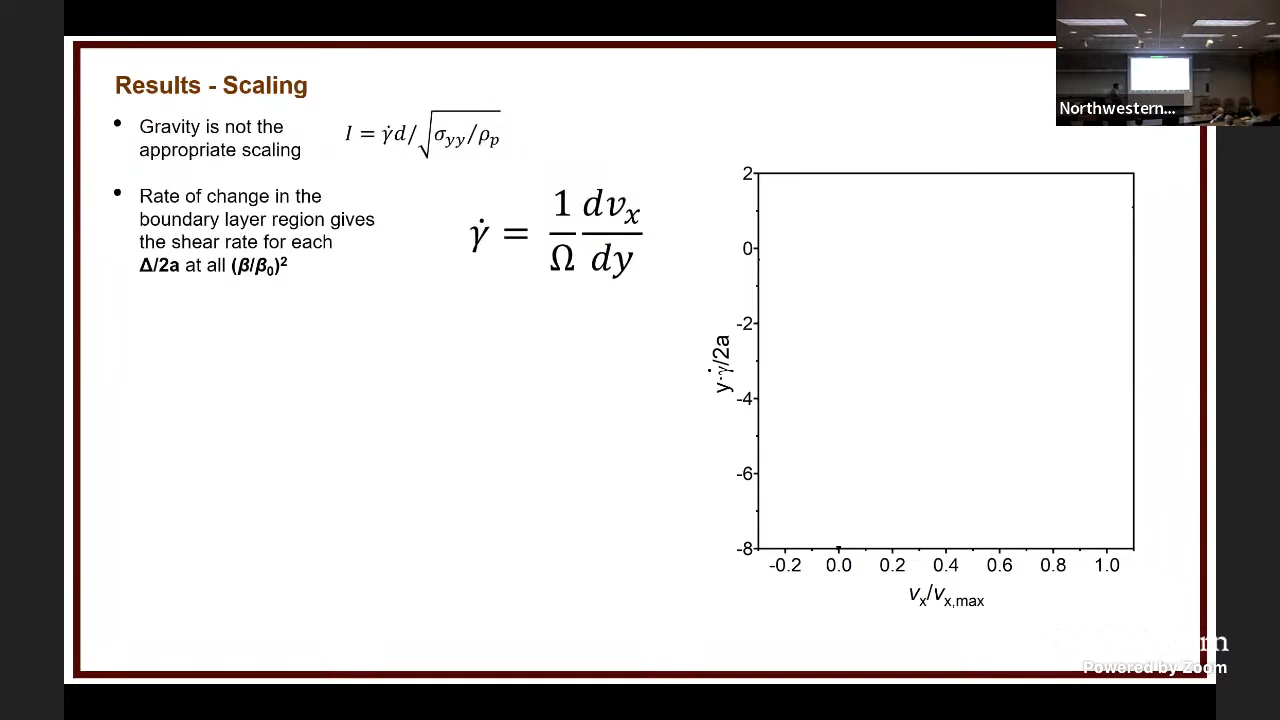 Results - Scaling
• Gravity is not the
appropriate scaling
I = γ̇d/√(σyy/ρp)
• Rate of change in the
boundary layer region gives
the shear rate for each
Δ/2a at all (β/β₀)²
γ̇ = 1/Ω dvx/dy
Northwestern...
2
0
-2
-4
-6
-8
y·γ̇/2a
-0.2 0.0 0.2 0.4 0.6 0.8 1.0
vx/vx,max
Powered by Zoom